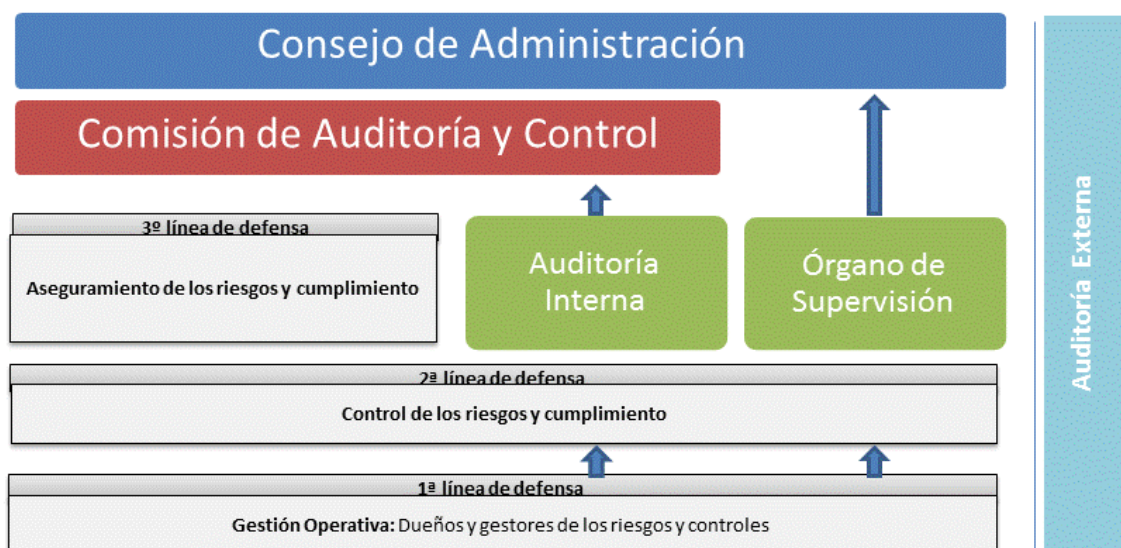 Consejo de Administración
Comisión de Auditoría y Control
3º línea de defensa
Aseguramiento de los riesgos y cumplimiento
Auditoría
Interna
Órgano de
Supervisión
2ª línea de defensa
Control de los riesgos y cumplimiento
1ª línea de defensa
Gestión Operativa: Dueños y gestores de los riesgos y controles
Auditoría Externa